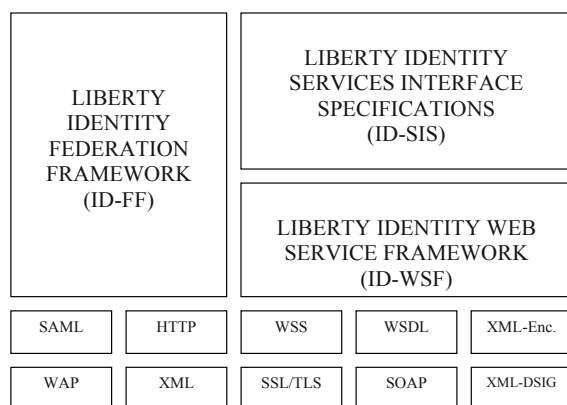 LIBERTY
IDENTITY
FEDERATION
FRAMEWORK
(ID-FF)
LIBERTY IDENTITY
SERVICES INTERFACE
SPECIFICATIONS
(ID-SIS)
LIBERTY IDENTITY WEB
SERVICE FRAMEWORK
(ID-WSF)
SAML
HTTP
WSS
WSDL
XML-Enc.
WAP
XML
SSL/TLS
SOAP
XML-DSIG